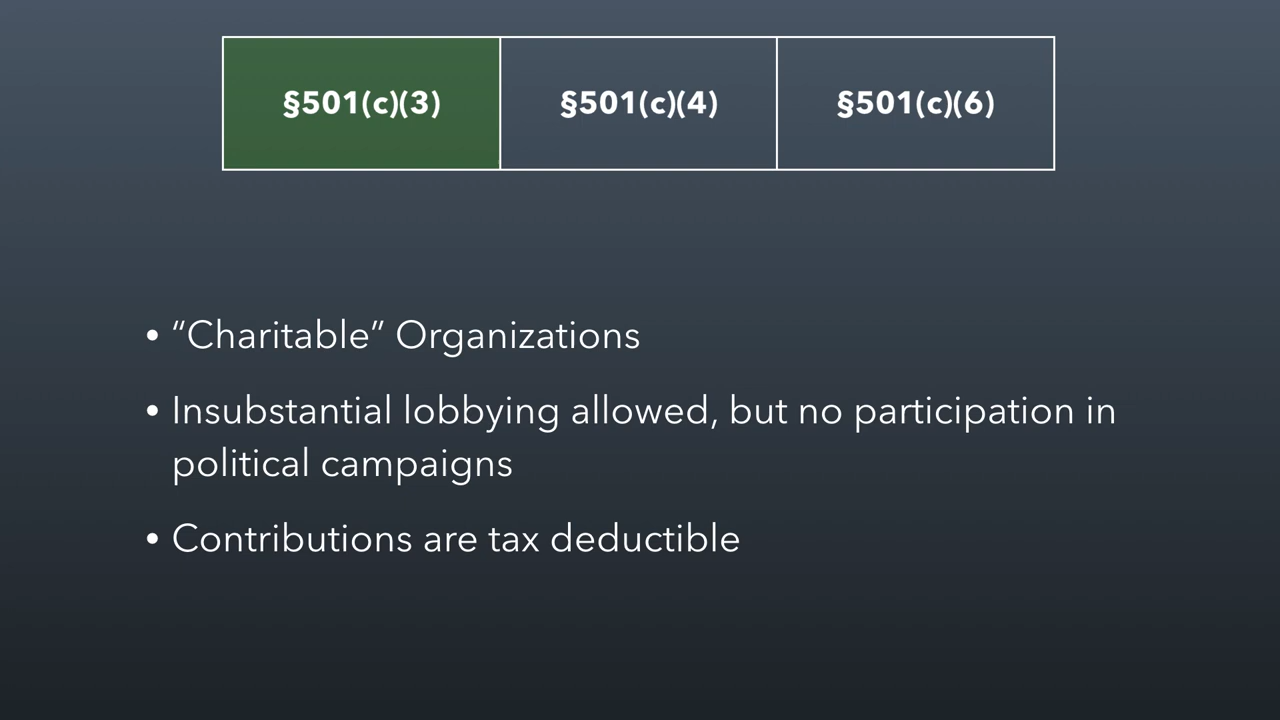 §501(c)(3) §501(c)(4) §501(c)(6)
• “Charitable” Organizations
• Insubstantial lobbying allowed, but no participation in
political campaigns
• Contributions are tax deductible